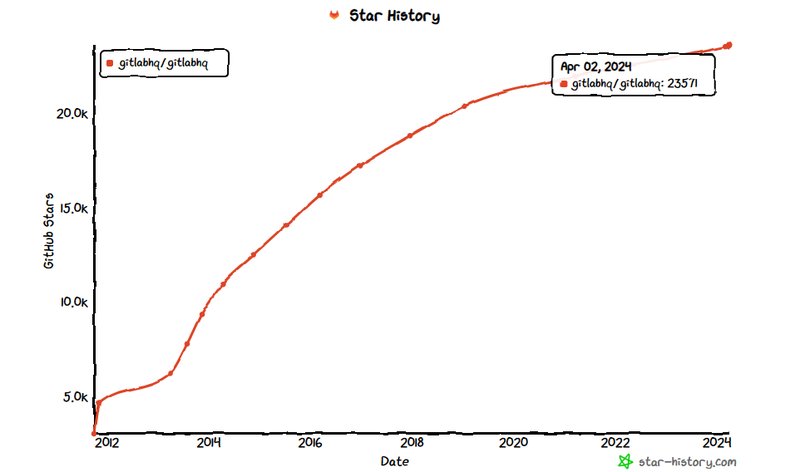 Star History
gitlabhq/gitlabhq
Apr 02, 2024
gitlabhq/gitlabhq: 23571
GitHub Stars
20.0k
15.0k
10.0k
5.0k
2012 2014 2016 2018 2020 2022 2024
Date
star-history.com